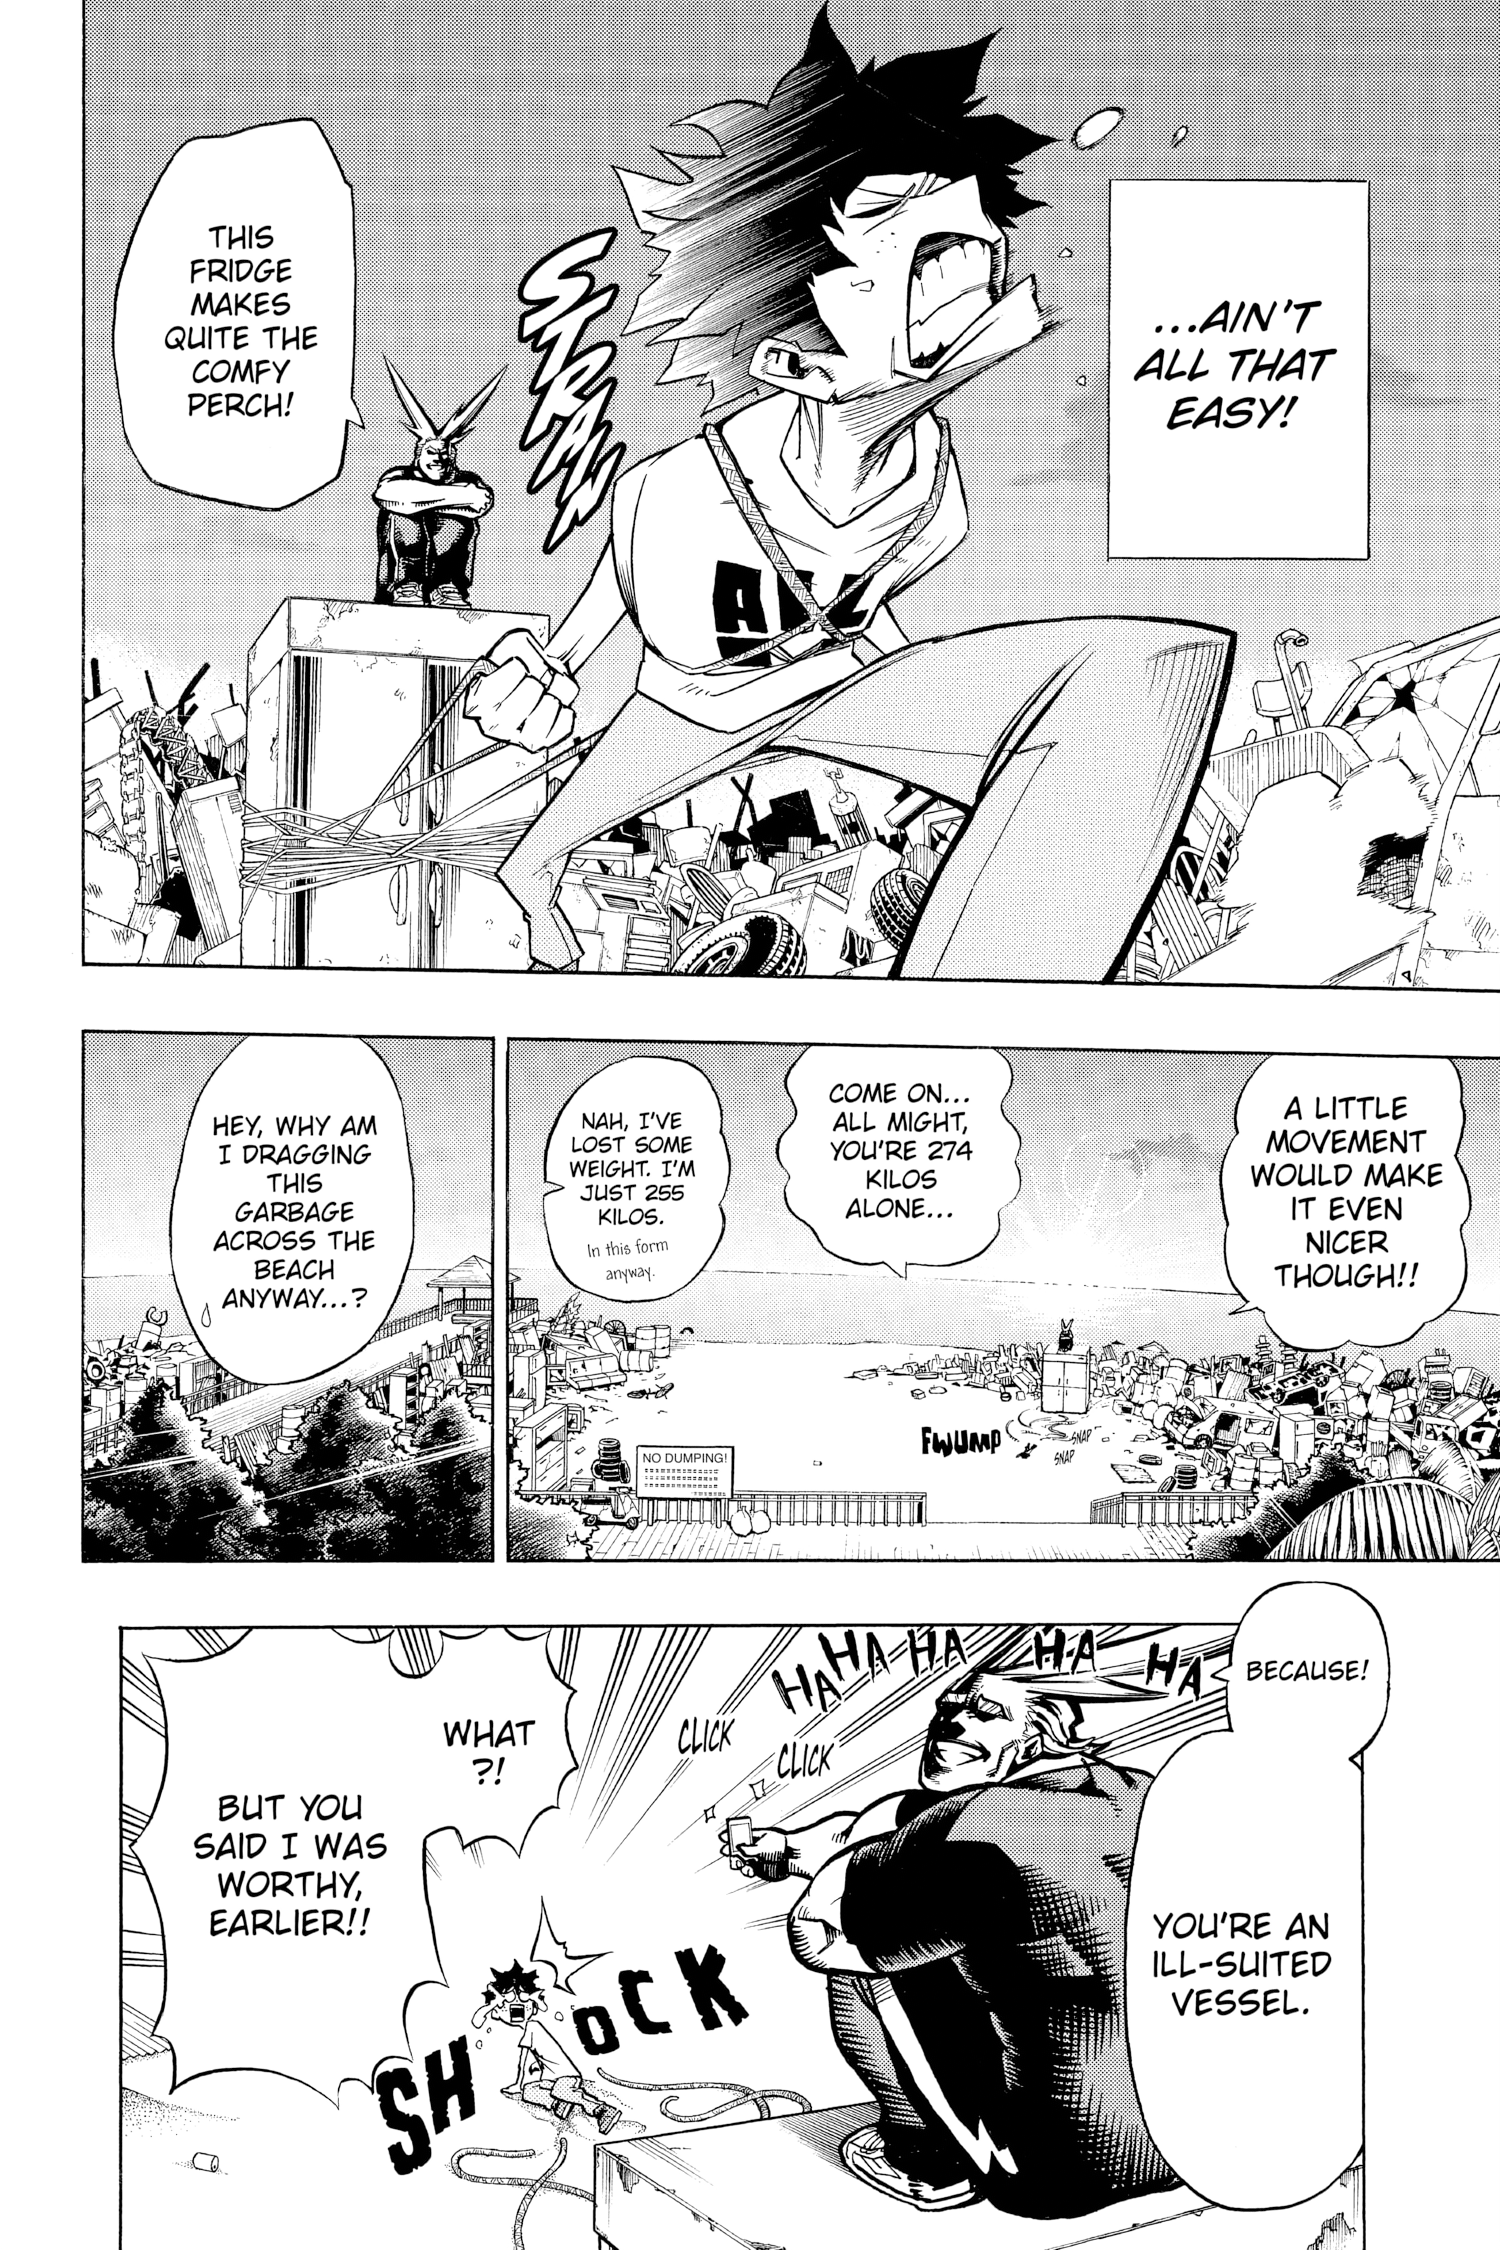 ...AIN'T
ALL THAT
EASY!
STRAIN
ALL
THIS
FRIDGE
MAKES
QUITE THE
COMFY
PERCH!
A LITTLE
MOVEMENT
WOULD MAKE
IT EVEN
NICER
THOUGH!!
COME ON...
ALL MIGHT,
YOU'RE 274
KILOS
ALONE...
NAH, I'VE
LOST SOME
WEIGHT. I'M
JUST 255
KILOS.
In this form
anyway.
FWUMP
SNAP
SNAP
NO DUMPING!
HEY, WHY AM
I DRAGGING
THIS
GARBAGE
ACROSS THE
BEACH
ANYWAY...?
BECAUSE!
YOU'RE AN
ILL-SUITED
VESSEL.
HA HA HA HA HA
CLICK
CLICK
WHAT
?!
BUT YOU
SAID I WAS
WORTHY,
EARLIER!!
SHOCK